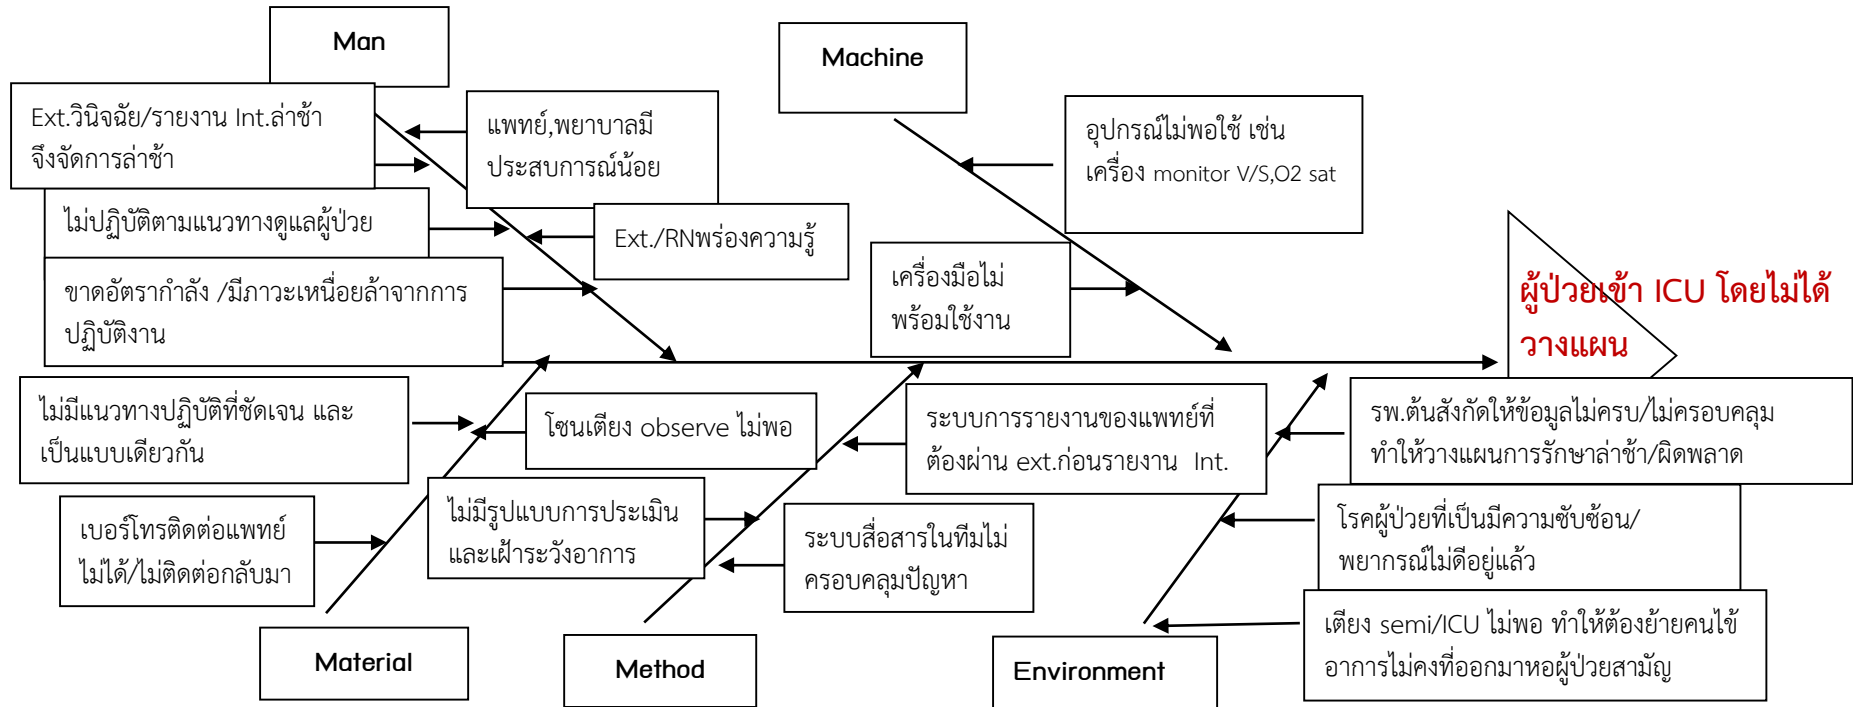 Man
Machine
Ext.วินิจฉัย/รายงาน Int.ล่าช้า
จึงจัดการล่าช้า
แพทย์,พยาบาลมี
ประสบการณ์น้อย
อุปกรณ์ไม่พอใช้ เช่น
เครื่อง monitor V/S,O2 sat
ไม่ปฏิบัติตามแนวทางดูแลผู้ป่วย
Ext./RNพร่องความรู้
ขาดอัตรากำลัง /มีภาวะเหนื่อยล้าจากการ
ปฏิบัติงาน
เครื่องมือไม่
พร้อมใช้งาน
ผู้ป่วยเข้า ICU โดยไม่ได้
วางแผน
ไม่มีแนวทางปฏิบัติที่ชัดเจน และ
เป็นแบบเดียวกัน
โซนเตียง observe ไม่พอ
ระบบการรายงานของแพทย์ที่
ต้องผ่าน ext.ก่อนรายงาน Int.
รพ.ต้นสังกัดให้ข้อมูลไม่ครบ/ไม่ครอบคลุม
ทำให้วางแผนการรักษาล่าช้า/ผิดพลาด
เบอร์โทรติดต่อแพทย์
ไม่ได้/ไม่ติดต่อกลับมา
ไม่มีรูปแบบการประเมิน
และเฝ้าระวังอาการ
ระบบสื่อสารในทีมไม่
ครอบคลุมปัญหา
โรคผู้ป่วยที่เป็นมีความซับซ้อน/
พยากรณ์ไม่ดีอยู่แล้ว
เตียง semi/ICU ไม่พอ ทำให้ต้องย้ายคนไข้
อาการไม่คงที่ออกมาหอผู้ป่วยสามัญ
Material
Method
Environment